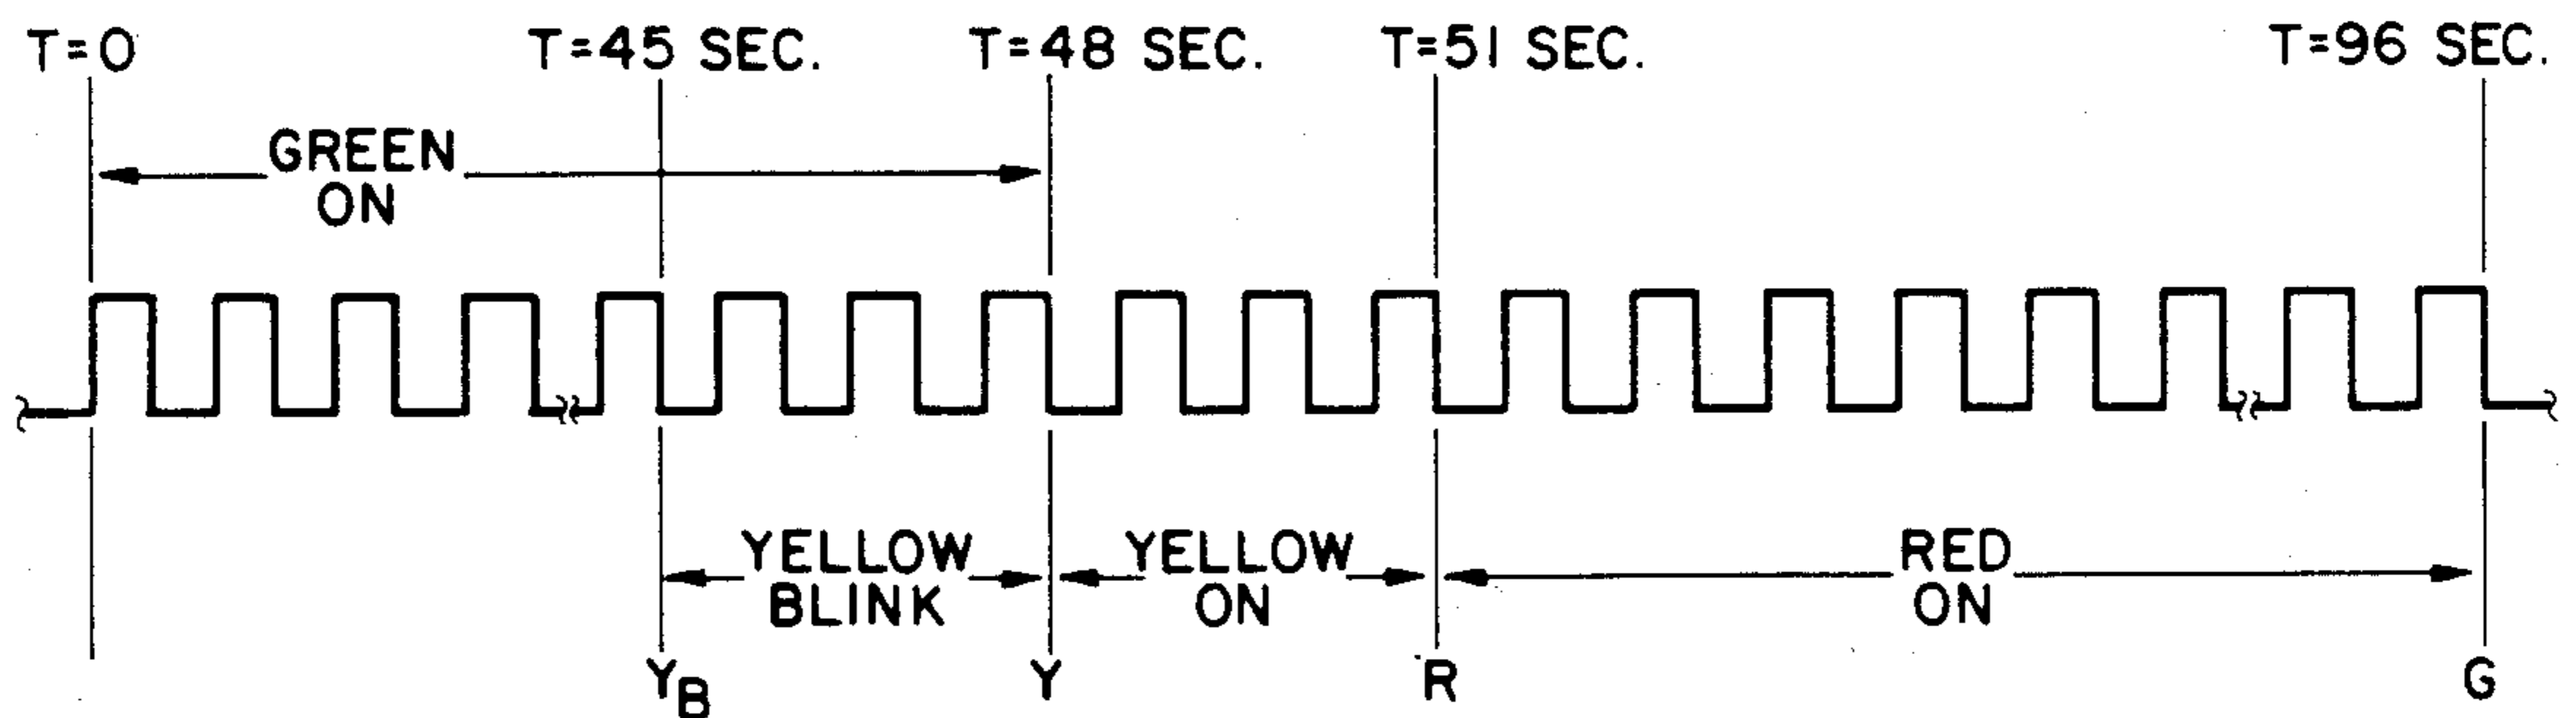 T=0 T=45 SEC. T=48 SEC. T=51 SEC. T=96 SEC.
GREEN
ON
YELLOW
BLINK
YELLOW
ON
RED
ON
YB Y R G